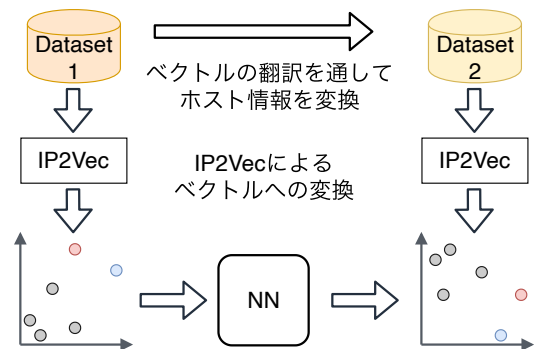 Dataset
1
ベクトルの翻訳を通して
ホスト情報を変換
Dataset
2
IP2Vec
IP2Vecによる
ベクトルへの変換
IP2Vec
NN